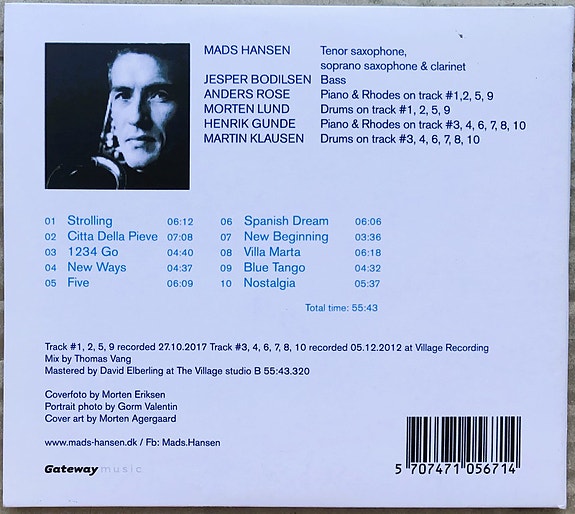 MADS HANSEN Tenor saxophone,
soprano saxophone & clarinet
JESPER BODILSEN Bass
ANDERS ROSE Piano & Rhodes on track #1,2, 5, 9
MORTEN LUND Drums on track #1, 2, 5, 9
HENRIK GUNDE Piano & Rhodes on track #3, 4, 6, 7, 8, 10
MARTIN KLAUSEN Drums on track #3, 4, 6, 7, 8, 10
01 Strolling 06:12
02 Citta Della Pieve 07:08
03 1234 Go 04:40
04 New Ways 04:37
05 Five 06:09
06 Spanish Dream 06:06
07 New Beginning 03:36
08 Villa Marta 06:18
09 Blue Tango 04:32
10 Nostalgia 05:37
Total time: 55:43
Track #1, 2, 5, 9 recorded 27.10.2017 Track #3, 4, 6, 7, 8, 10 recorded 05.12.2012 at Village Recording
Mix by Thomas Vang
Mastered by David Elberling at The Village studio B 55:43.320
Coverfoto by Morten Eriksen
Portrait photo by Gorm Valentin
Cover art by Morten Agergaard
www.mads-hansen.dk / Fb: Mads.Hansen
Gateway music
5 707471 056714